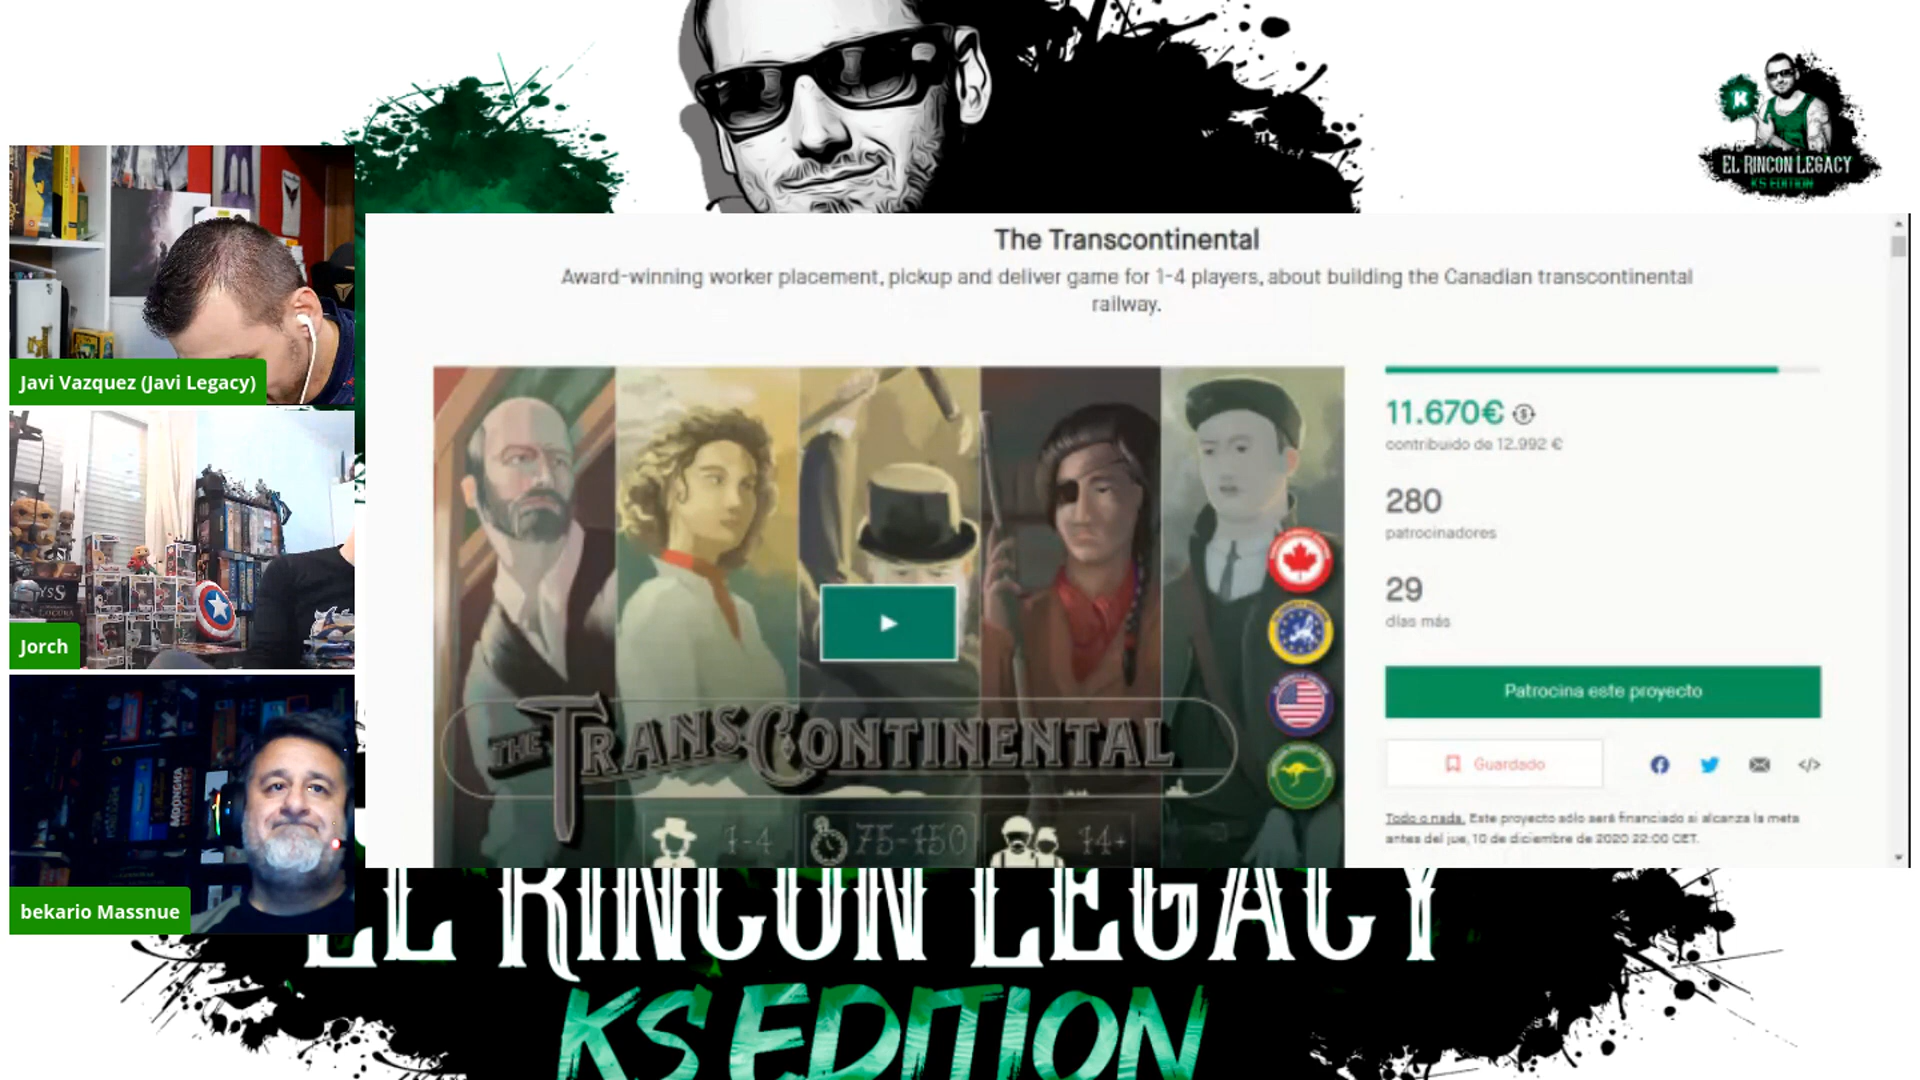 EL RINCON LEGACY
KS EDITION
Javi Vazquez (Javi Legacy)
Jorch
MOONGHA
INVADERS
bekario Massnue
The Transcontinental
Award-winning worker placement, pickup and deliver game for 1-4 players, about building the Canadian transcontinental
railway.
11.670€
contribuido de 12.992 €
280
patrocinadores
29
días más
Patrocina este proyecto
Guardado
Todo o nada. Este proyecto sólo será financiado si alcanza la meta
antes del jue, 10 de diciembre de 2020 22:00 CET.
THE TRANSCONTINENTAL
1-4
75-150
14+
EL RINCON LEGACY
KS EDITION